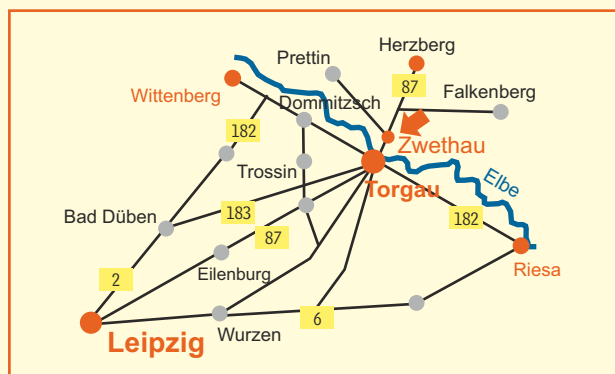 Herzberg
Prettin
87
Falkenberg
Wittenberg
Dommitzsch
182
Zwethau
Trossin
Elbe
Torgau
Bad Düben
183
182
87
Eilenburg
Riesa
2
6
Wurzen
Leipzig